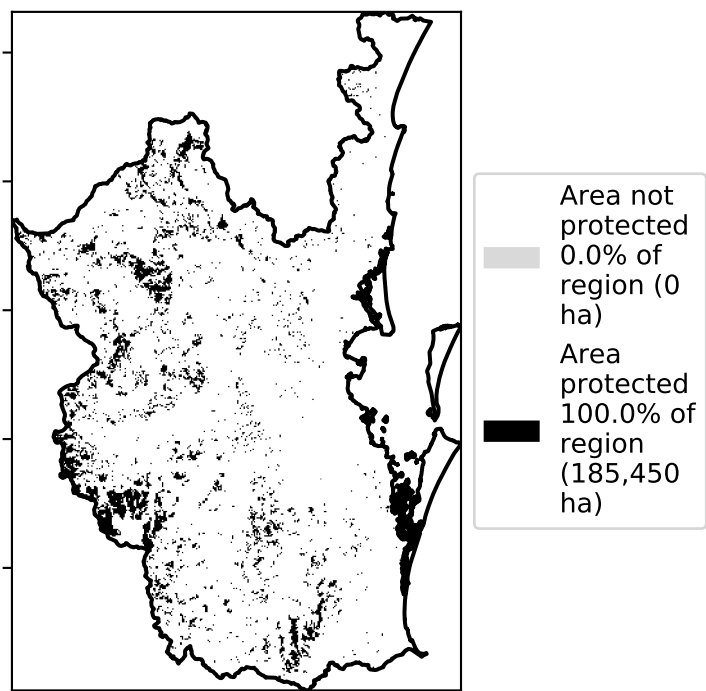 Area not
protected
0.0% of
region (0
ha)
Area
protected
100.0% of
region
(185,450
ha)